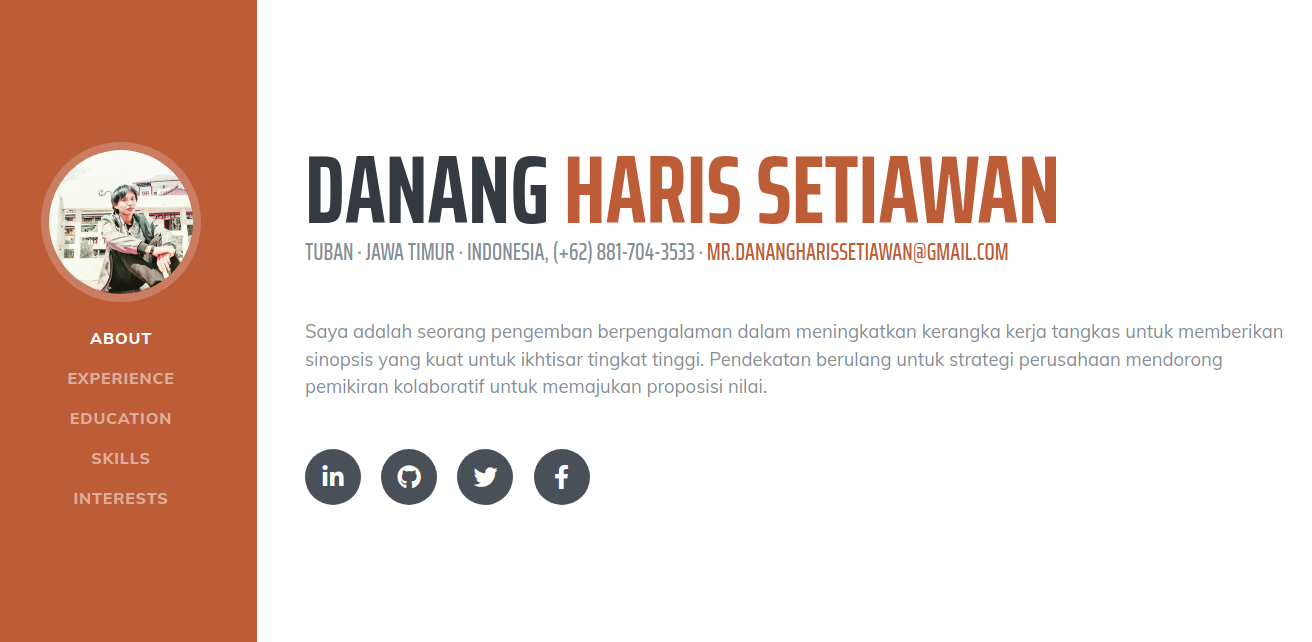 ABOUT
EXPERIENCE
EDUCATION
SKILLS
INTERESTS
DANANG HARIS SETIAWAN
TUBAN · JAWA TIMUR · INDONESIA, (+62) 881-704-3533 · MR.DANANGHARISSETIAWAN@GMAIL.COM
Saya adalah seorang pengemban berpengalaman dalam meningkatkan kerangka kerja tangkas untuk memberikan
sinopsis yang kuat untuk ikhtisar tingkat tinggi. Pendekatan berulang untuk strategi perusahaan mendorong
pemikiran kolaboratif untuk memajukan proposisi nilai.